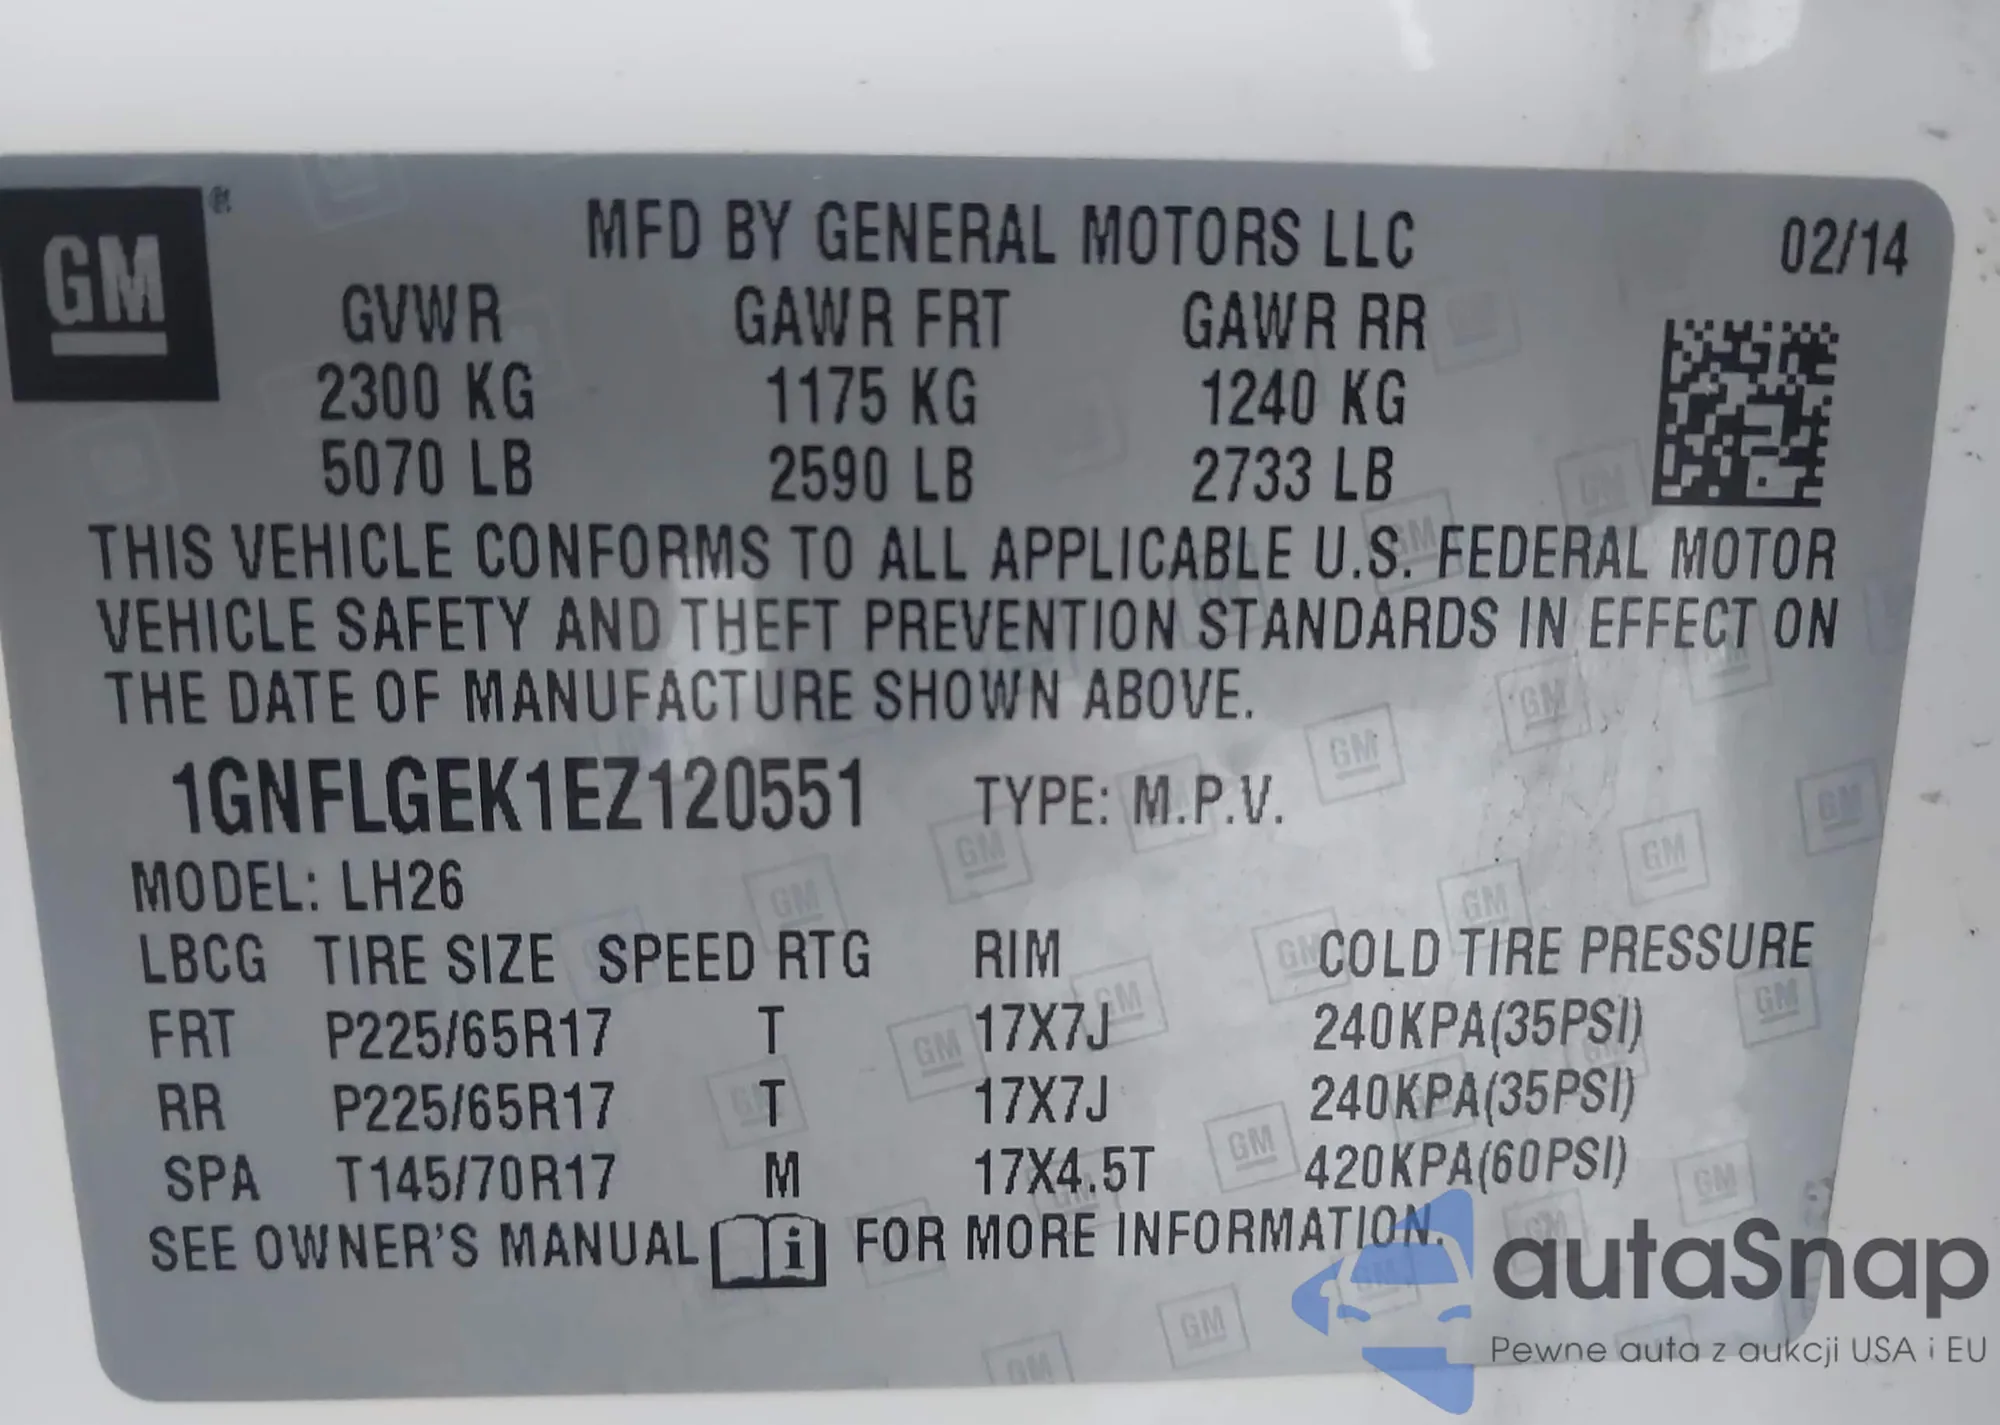 GM®
MFD BY GENERAL MOTORS LLC 02/14
GVWR GAWR FRT GAWR RR
2300 KG 1175 KG 1240 KG
5070 LB 2590 LB 2733 LB
THIS VEHICLE CONFORMS TO ALL APPLICABLE U.S. FEDERAL MOTOR
VEHICLE SAFETY AND THEFT PREVENTION STANDARDS IN EFFECT ON
THE DATE OF MANUFACTURE SHOWN ABOVE.
1GNFLGEK1EZ120551 TYPE: M.P.V.
MODEL: LH26
LBCG TIRE SIZE SPEED RTG RIM COLD TIRE PRESSURE
FRT P225/65R17 T 17X7J 240KPA(35PSI)
RR P225/65R17 T 17X7J 240KPA(35PSI)
SPA T145/70R17 M 17X4.5T 420KPA(60PSI)
SEE OWNER'S MANUAL i FOR MORE INFORMATION.
autaSnap
Pewne auta z aukcji USA i EU